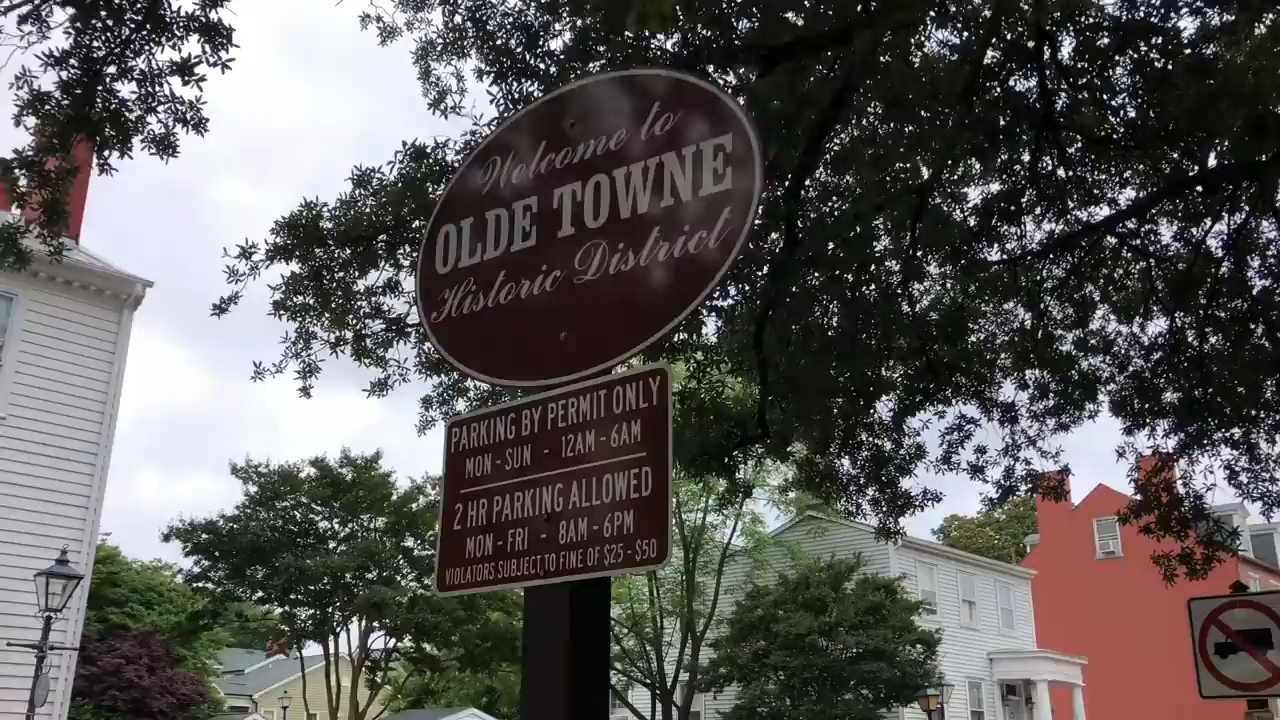 Welcome to
OLDE TOWNE
Historic District
PARKING BY PERMIT ONLY
MON - SUN - 12AM - 6AM
2 HR PARKING ALLOWED
MON - FRI - 8AM - 6PM
VIOLATORS SUBJECT TO FINE OF $25 - $50